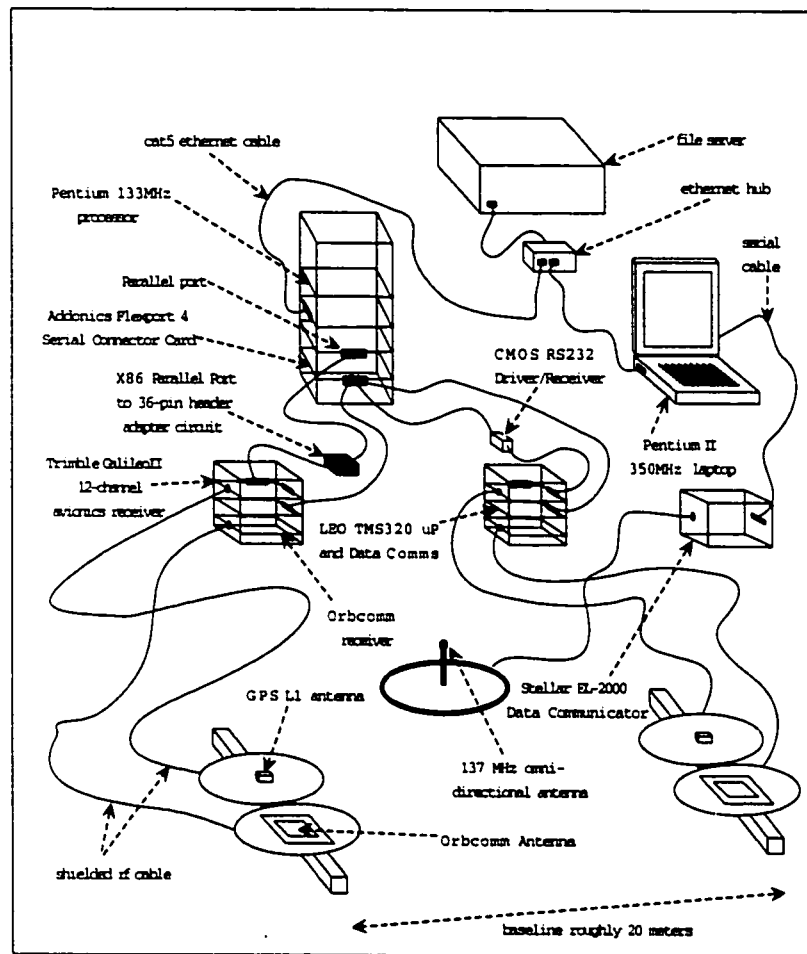 cat5 ethernet cable
file server
Pentium 133MHz
processor
ethernet hub
serial
cable
Parallel port
Addonics Flexport 4
Serial Connector Card
CMOS RS232
Driver/Receiver
X86 Parallel Port
to 36-pin header
adapter circuit
Pentium II
350MHz laptop
Trimble GalileoII
12-channel
avionics receiver
LEO TMS320 uP
and Data Comms
Orbcomm
receiver
Stellar EL-2000
Data Communicator
GPS L1 antenna
137 MHz omni-
directional antenna
Orbcomm Antenna
shielded rf cable
baseline roughly 20 meters